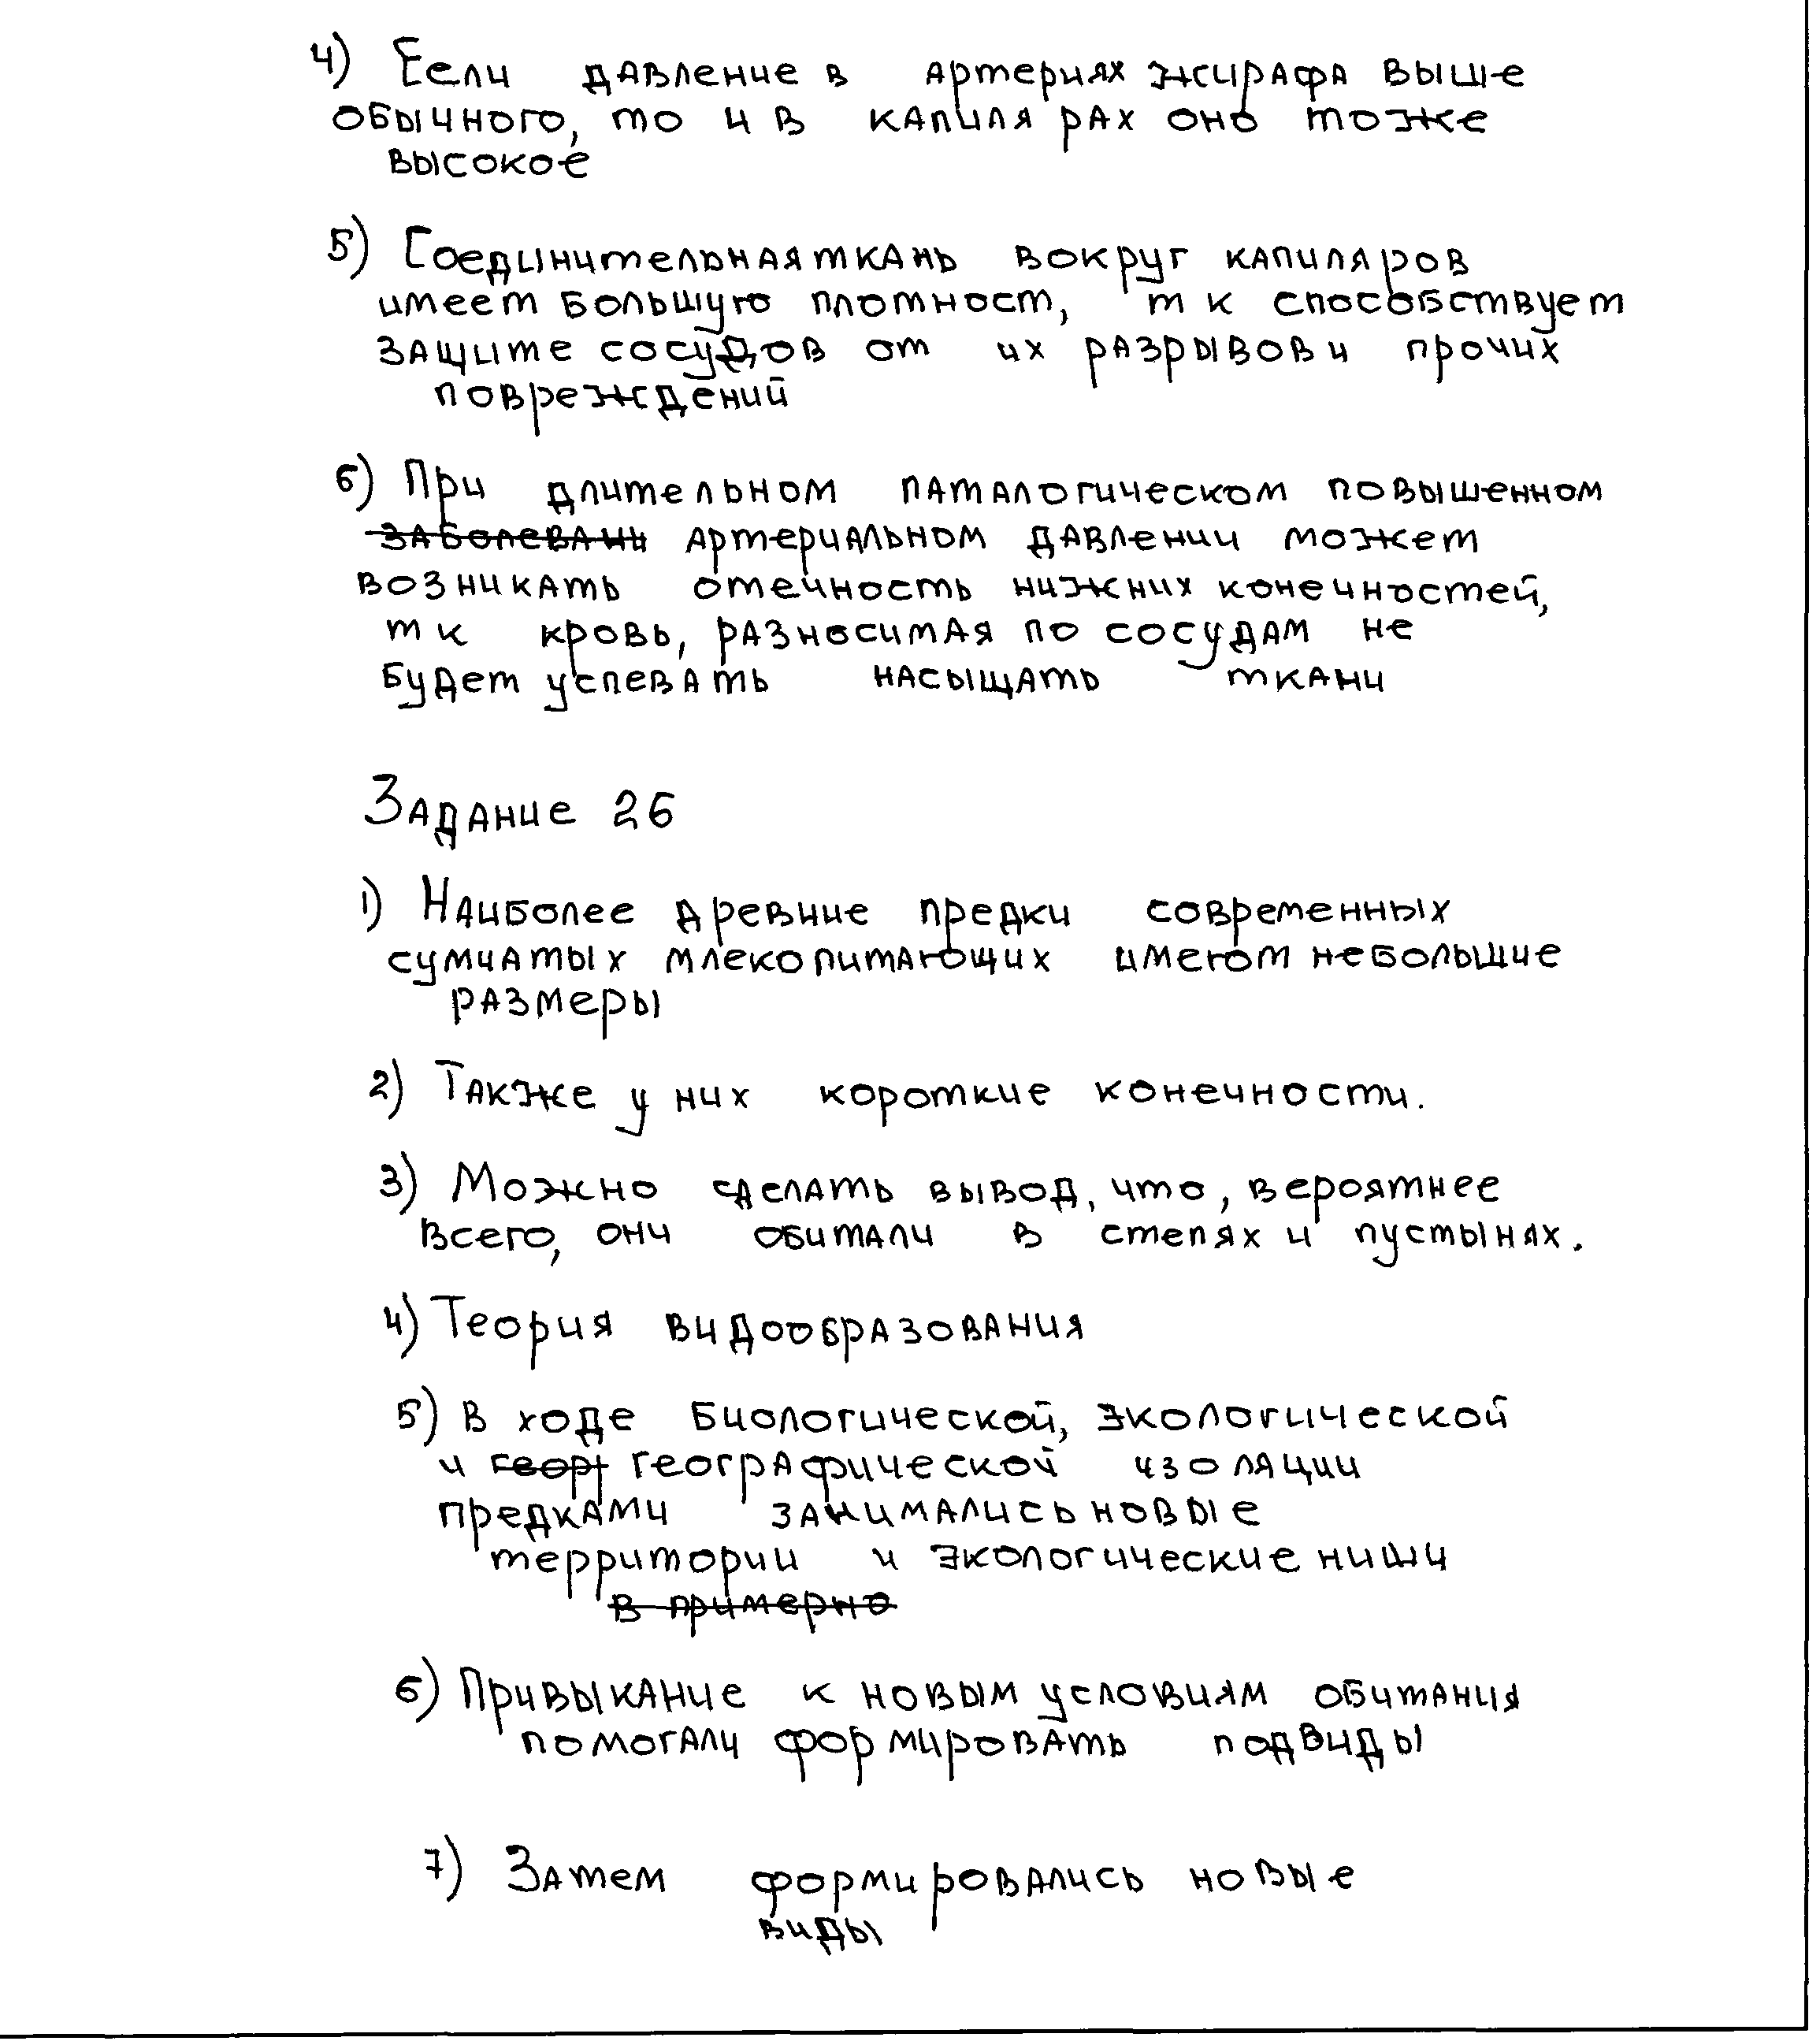 4) Если давление в артериях жирафа выше
обычного, то и в капилярах оно тоже
высокое
5) Соединительная ткань вокруг капиляров
имеет большую плотност, т к способствует
защите сосудов от их разрывов и прочих
повреждений
6) При длительном паталогическом повышенном
заболевани артериальном давлении может
возникать отечность нижних конечностей,
т к кровь, разносимая по сосудам не
будет успевать насыщать ткани
Задание 26
1) Наиболее древние предки современных
сумчатых млекопитающих имеют небольшие
размеры
2) Также у них короткие конечности.
3) Можно сделать вывод, что, вероятнее
всего, они обитали в степях и пустынях.
4) Теория видообразования
5) В ходе биологической, экологической
и геогр географической изоляции
предками занимались новые
территории и экологические ниши
в примерно
6) Привыкание к новым условиям обитания
помогали формировать подвиды
7) Затем формировались новые
виды